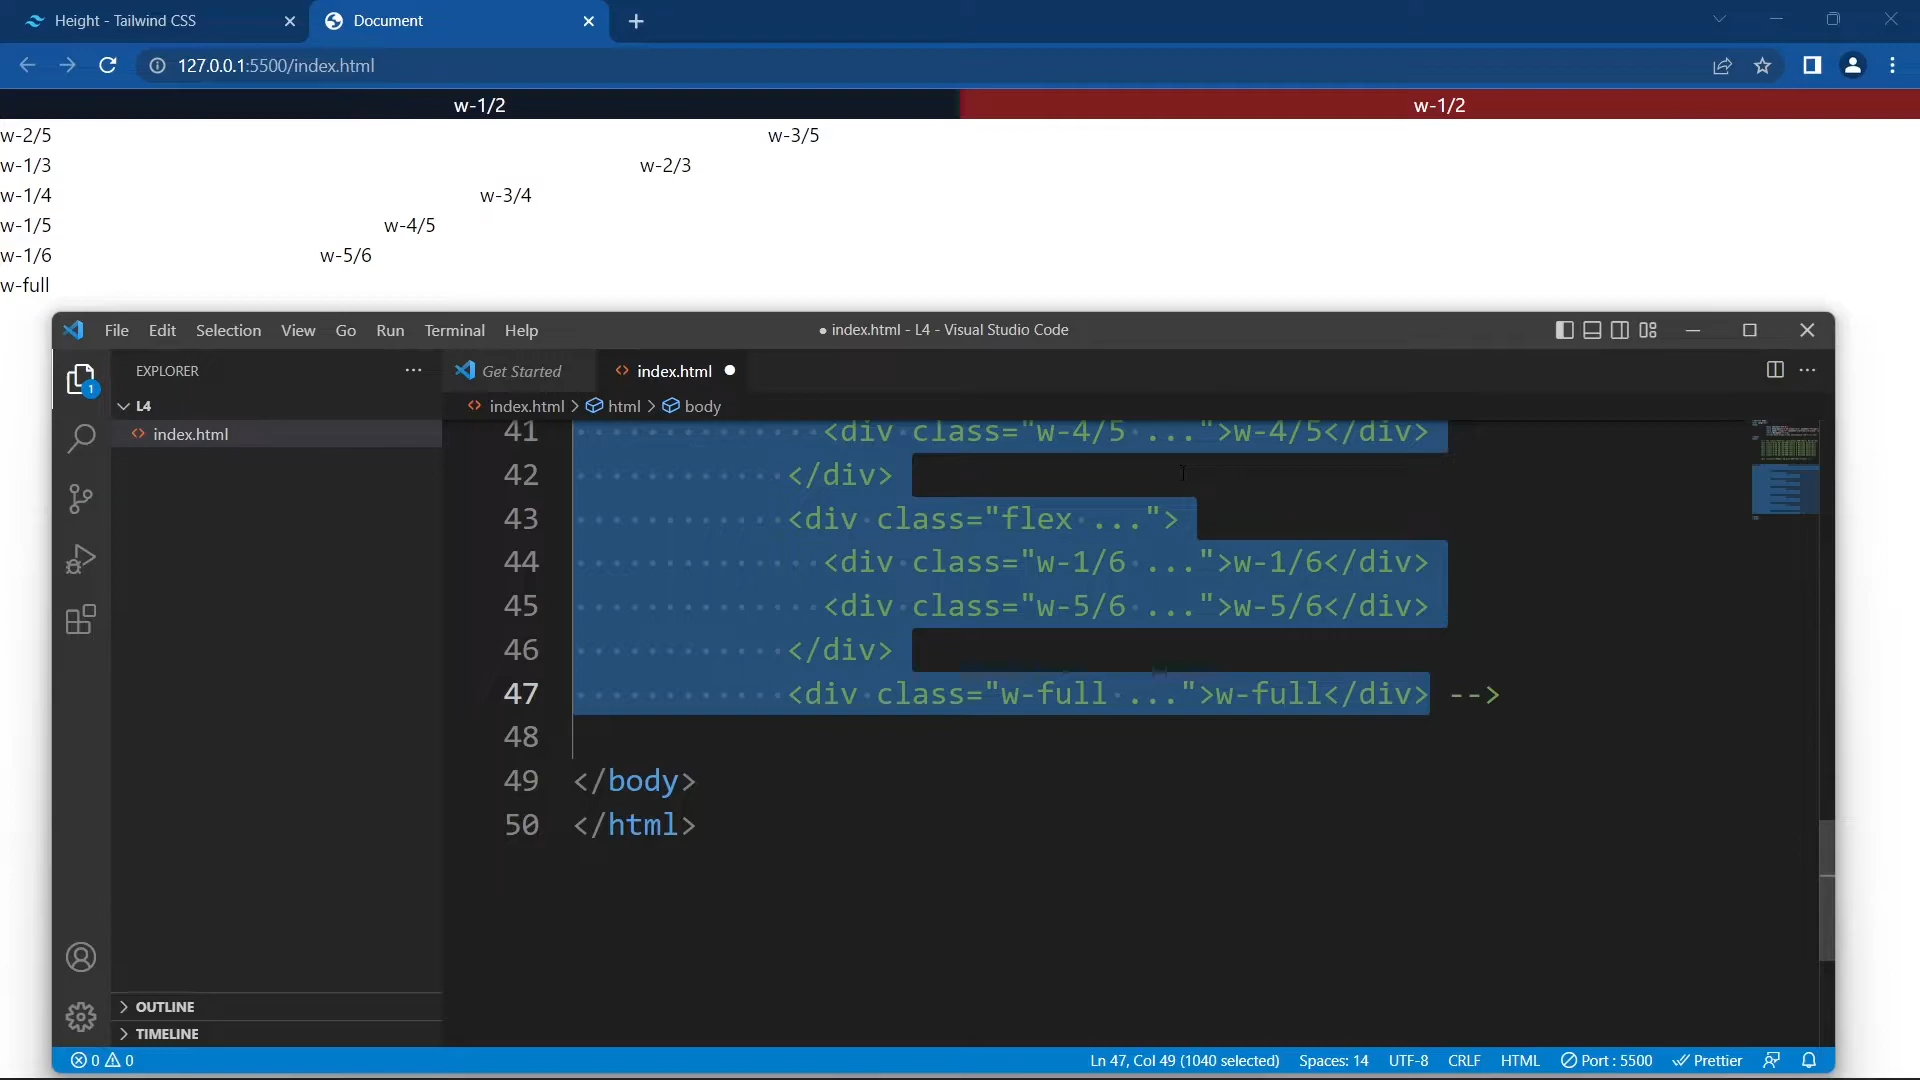 Height - Tailwind CSS
Document
127.0.0.1:5500/index.html
w-1/2 w-1/2
w-2/5 w-3/5
w-1/3 w-2/3
w-1/4 w-3/4
w-1/5 w-4/5
w-1/6 w-5/6
w-full
File Edit Selection View Go Run Terminal Help
● index.html - L4 - Visual Studio Code
1
EXPLORER
L4
index.html
Get Started
index.html
index.html > html > body
41 <div class="w-4/5 ...">w-4/5</div>
42 </div>
43 <div class="flex ...">
44 <div class="w-1/6 ...">w-1/6</div>
45 <div class="w-5/6 ...">w-5/6</div>
46 </div>
47 <div class="w-full ...">w-full</div> -->
48
49 </body>
50 </html>
OUTLINE
TIMELINE
0 0
Ln 47, Col 49 (1040 selected) Spaces: 14 UTF-8 CRLF HTML Port : 5500 Prettier